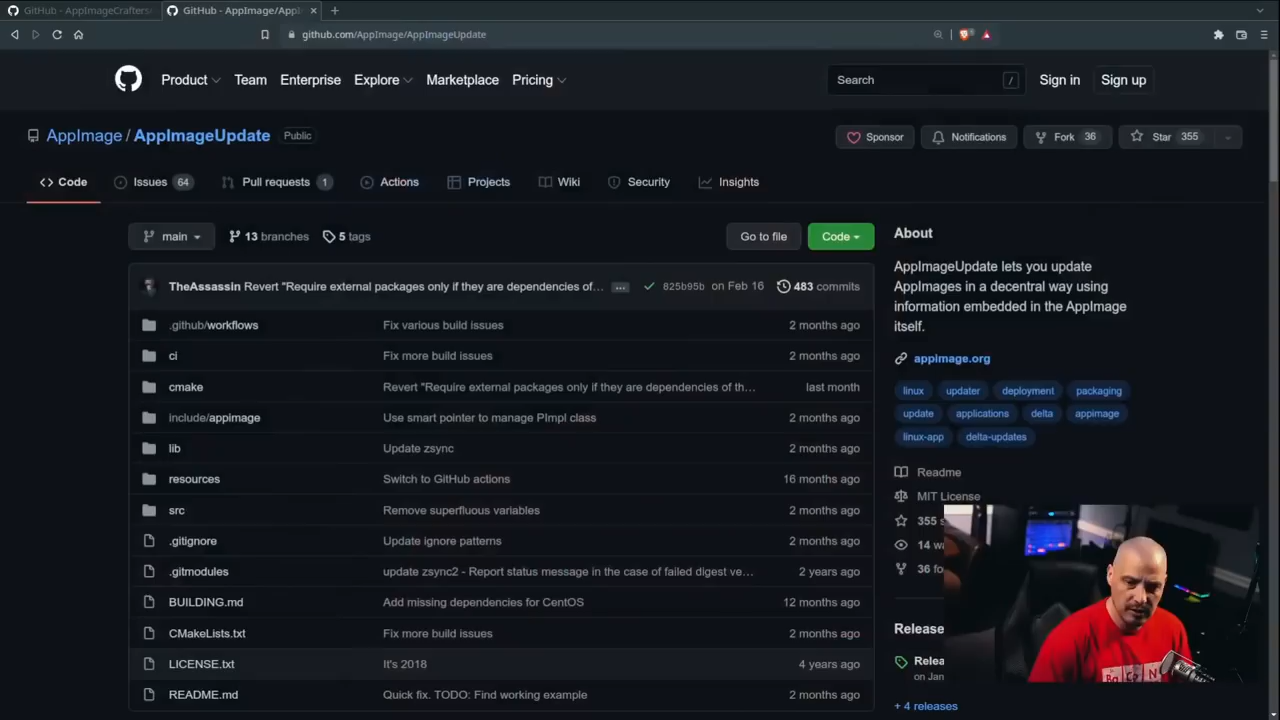 GitHub - AppImageCrafters
GitHub - AppImage/AppI
github.com/AppImage/AppImageUpdate
Product Team Enterprise Explore Marketplace Pricing Search / Sign in Sign up
AppImage / AppImageUpdate Public Sponsor Notifications Fork 36 Star 355
Code Issues 64 Pull requests 1 Actions Projects Wiki Security Insights
main 13 branches 5 tags Go to file Code
TheAssassin Revert "Require external packages only if they are dependencies of… ... 825b95b on Feb 16 483 commits
.github/workflows Fix various build issues 2 months ago
ci Fix more build issues 2 months ago
cmake Revert "Require external packages only if they are dependencies of th… last month
include/appimage Use smart pointer to manage PImpl class 2 months ago
lib Update zsync 2 months ago
resources Switch to GitHub actions 16 months ago
src Remove superfluous variables 2 months ago
.gitignore Update ignore patterns 2 months ago
.gitmodules update zsync2 - Report status message in the case of failed digest ve… 2 years ago
BUILDING.md Add missing dependencies for CentOS 12 months ago
CMakeLists.txt Fix more build issues 2 months ago
LICENSE.txt It's 2018 4 years ago
README.md Quick fix. TODO: Find working example 2 months ago
About
AppImageUpdate lets you update
AppImages in a decentral way using
information embedded in the AppImage
itself.
appimage.org
linux updater deployment packaging
update applications delta appimage
linux-app delta-updates
Readme
MIT License
355 s
14 wa
36 fo
Release
Relea
on Jan
+ 4 releases